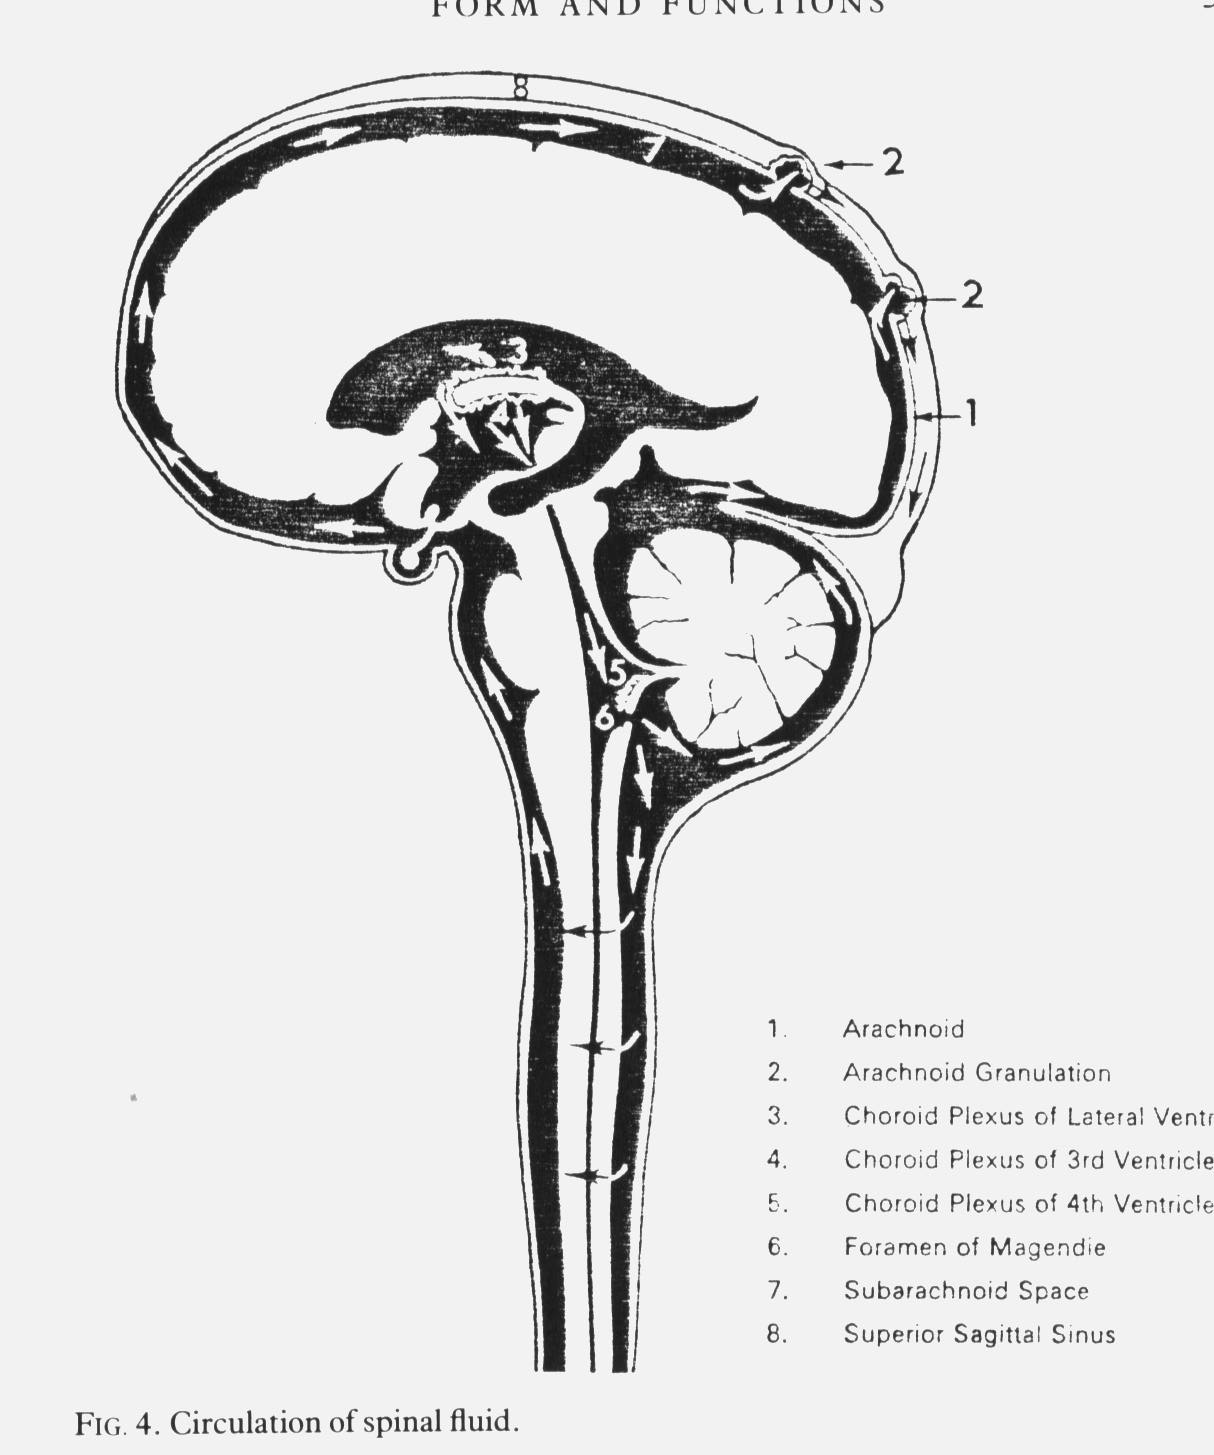 FORM AND FUNCTIONS
8
7
2
2
3
4
1
5
6
1. Arachnoid
2. Arachnoid Granulation
3. Choroid Plexus of Lateral Ventr
4. Choroid Plexus of 3rd Ventricle
5. Choroid Plexus of 4th Ventricle
6. Foramen of Magendie
7. Subarachnoid Space
8. Superior Sagittal Sinus
FIG. 4. Circulation of spinal fluid.